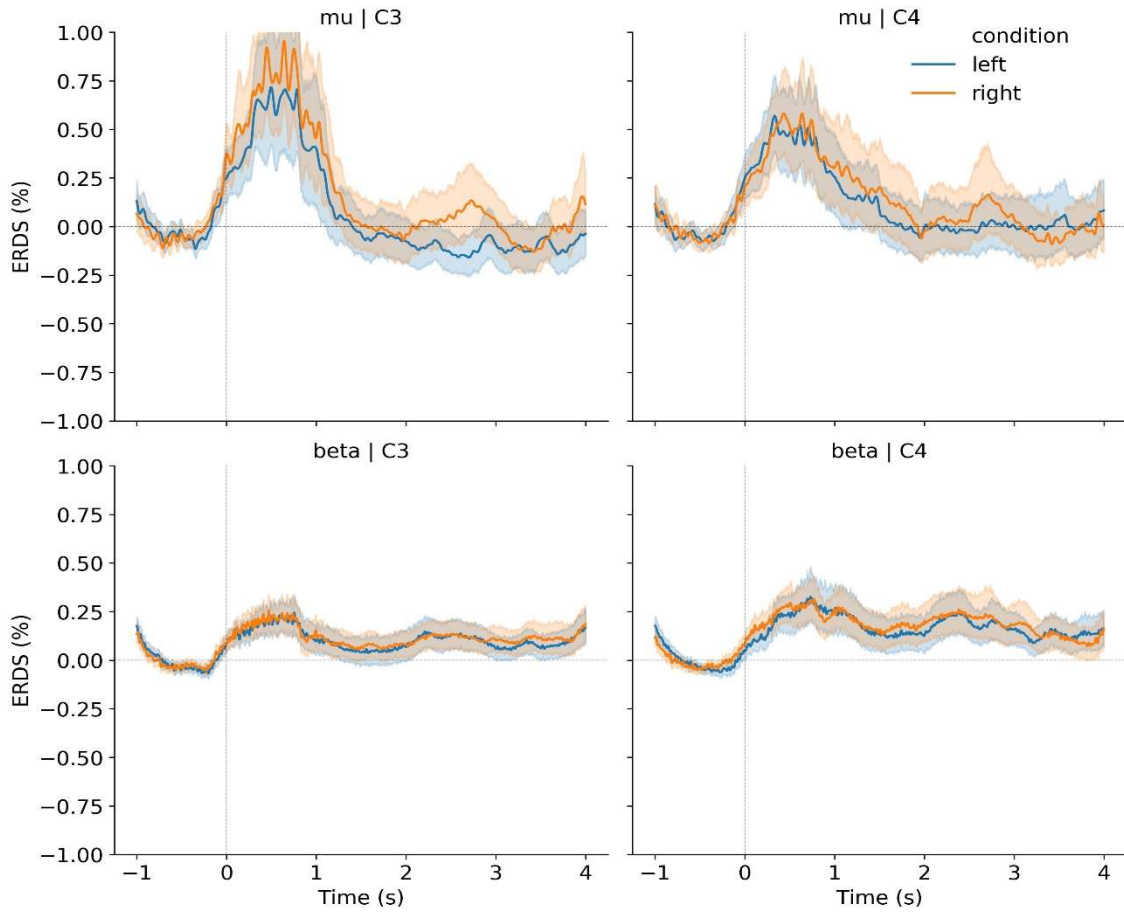 mu | C3
mu | C4
condition
left
right
1.00
0.75
0.50
0.25
0.00
−0.25
−0.50
−0.75
−1.00
ERDS (%)
beta | C3
beta | C4
1.00
0.75
0.50
0.25
0.00
−0.25
−0.50
−0.75
−1.00
ERDS (%)
−1 0 1 2 3 4
−1 0 1 2 3 4
Time (s)
Time (s)